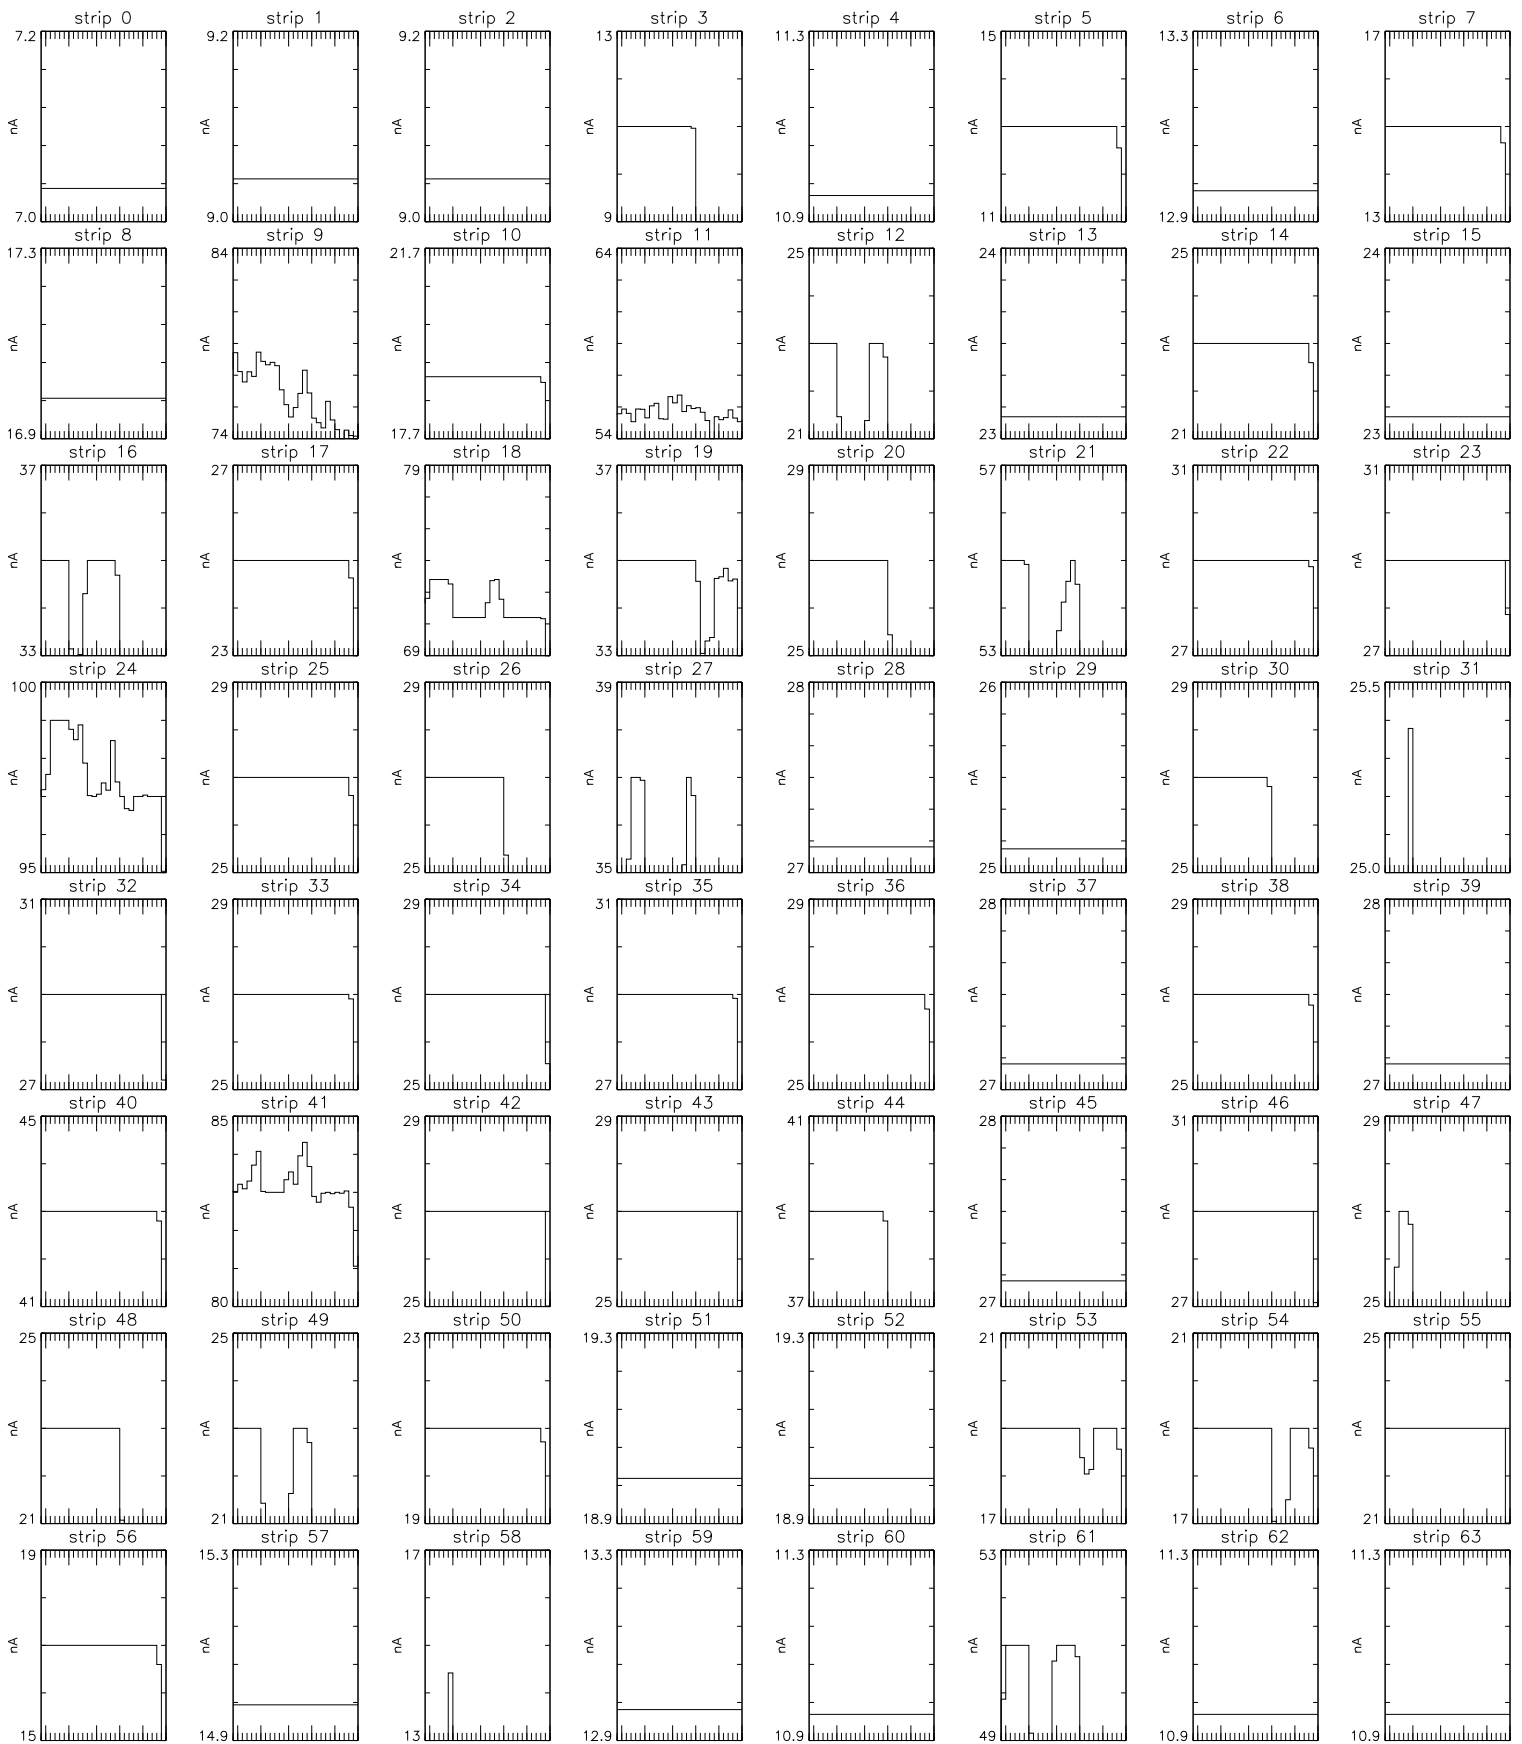 strip 0 strip 1 strip 2 strip 3 strip 4 strip 5 strip 6 strip 7
7.2 9.2 9.2 13 11.3 15 13.3 17
nA nA nA nA nA nA nA nA
7.0 9.0 9.0 9 10.9 11 12.9 13
strip 8 strip 9 strip 10 strip 11 strip 12 strip 13 strip 14 strip 15
17.3 84 21.7 64 25 24 25 24
nA nA nA nA nA nA nA nA
16.9 74 17.7 54 21 23 21 23
strip 16 strip 17 strip 18 strip 19 strip 20 strip 21 strip 22 strip 23
37 27 79 37 29 57 31 31
nA nA nA nA nA nA nA nA
33 23 69 33 25 53 27 27
strip 24 strip 25 strip 26 strip 27 strip 28 strip 29 strip 30 strip 31
100 29 29 39 28 26 29 25.5
nA nA nA nA nA nA nA nA
95 25 25 35 27 25 25 25.0
strip 32 strip 33 strip 34 strip 35 strip 36 strip 37 strip 38 strip 39
31 29 29 31 29 28 29 28
nA nA nA nA nA nA nA nA
27 25 25 27 25 27 25 27
strip 40 strip 41 strip 42 strip 43 strip 44 strip 45 strip 46 strip 47
45 85 29 29 41 28 31 29
nA nA nA nA nA nA nA nA
41 80 25 25 37 27 27 25
strip 48 strip 49 strip 50 strip 51 strip 52 strip 53 strip 54 strip 55
25 25 23 19.3 19.3 21 21 25
nA nA nA nA nA nA nA nA
21 21 19 18.9 18.9 17 17 21
strip 56 strip 57 strip 58 strip 59 strip 60 strip 61 strip 62 strip 63
19 15.3 17 13.3 11.3 53 11.3 11.3
nA nA nA nA nA nA nA nA
15 14.9 13 12.9 10.9 49 10.9 10.9